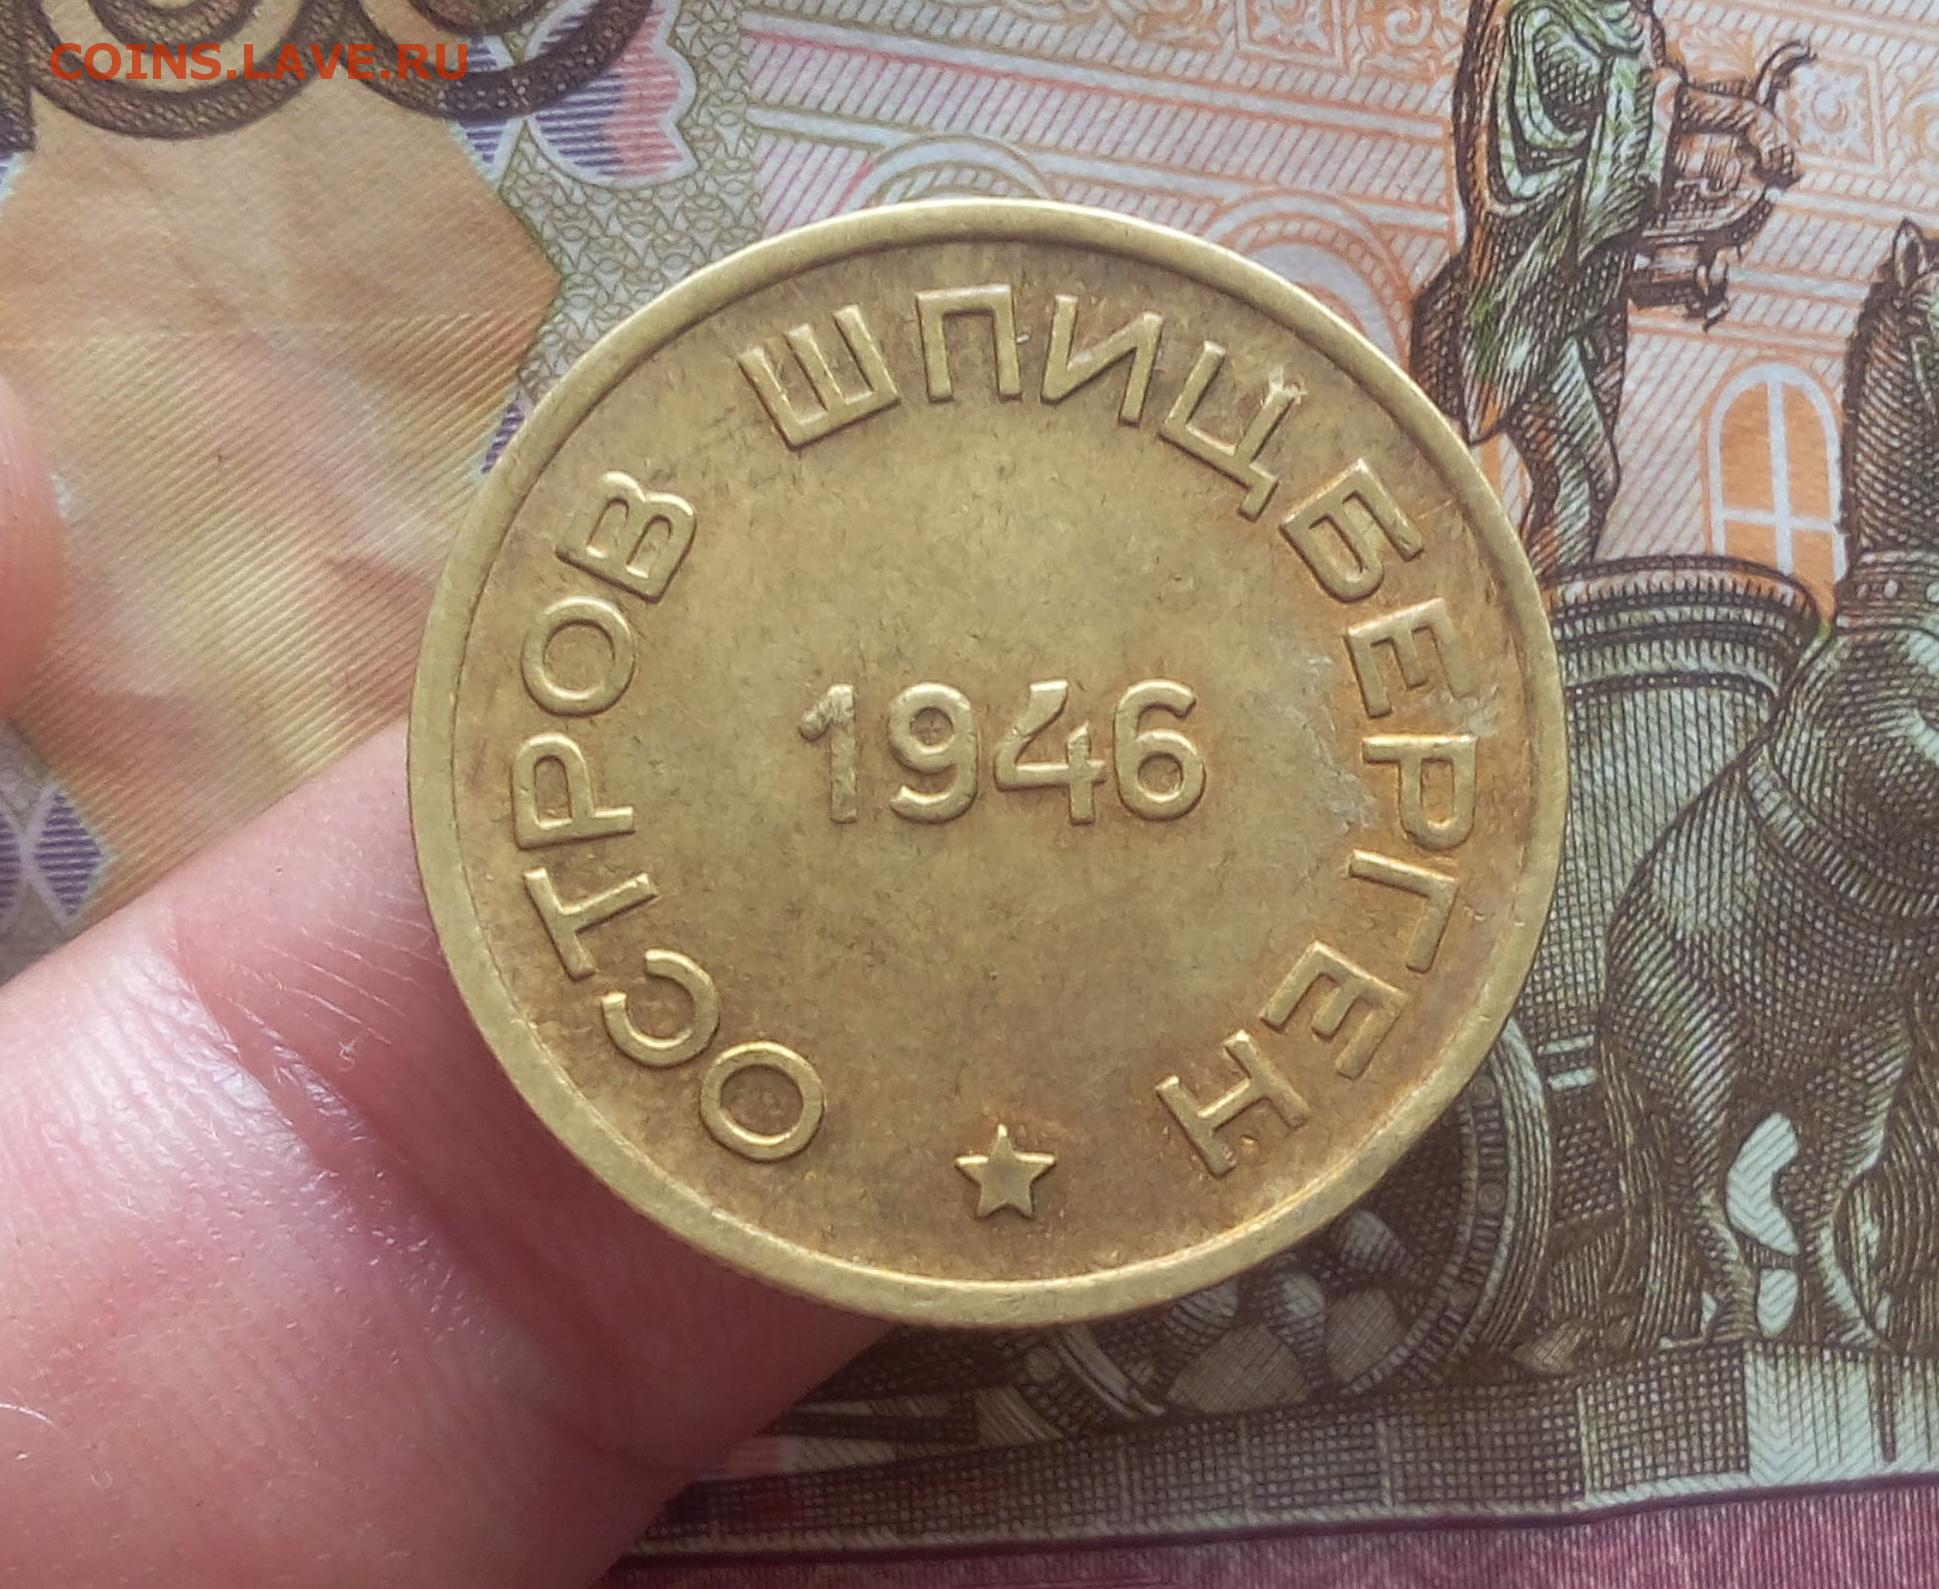 COINS.LAVE.RU
ОСТРОВ ШПИЦБЕРГЕН
1946